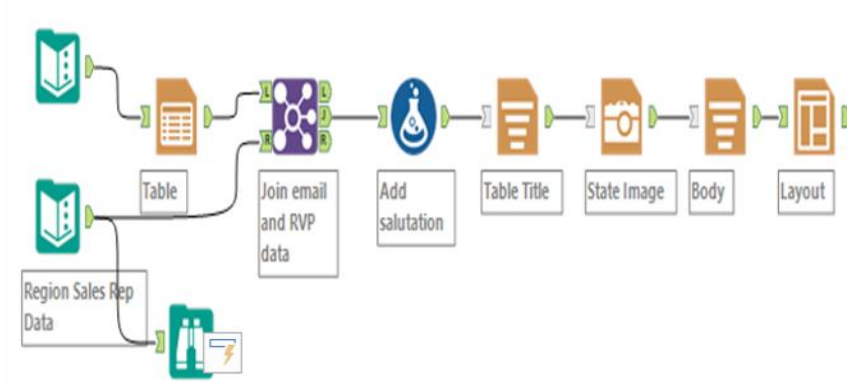 L
J
R
L
R
Table
Join email
and RVP
data
Add
salutation
Table Title
State Image
Body
Layout
Region Sales Rep
Data